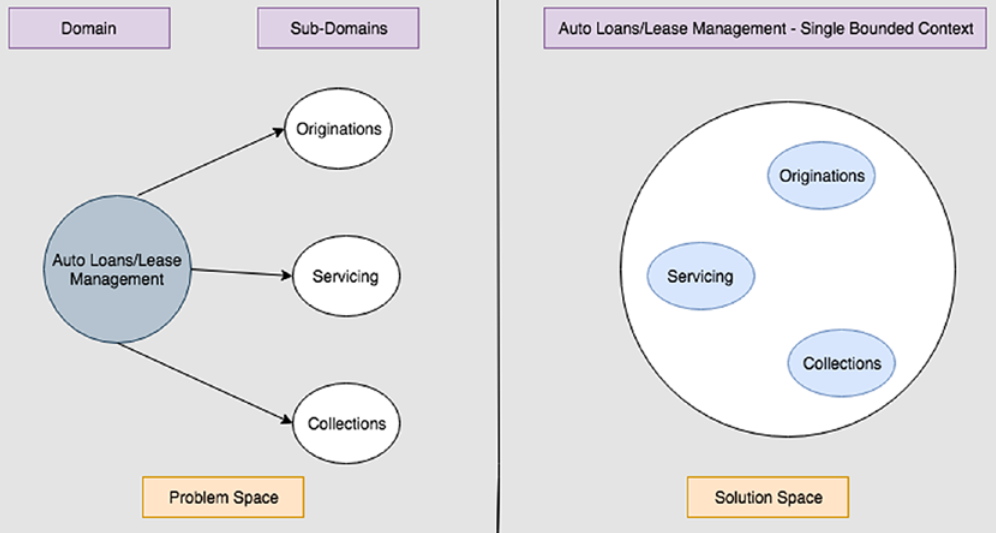 Domain
Sub-Domains
Originations
Auto Loans/Lease
Management
Servicing
Collections
Problem Space
Auto Loans/Lease Management - Single Bounded Context
Originations
Servicing
Collections
Solution Space